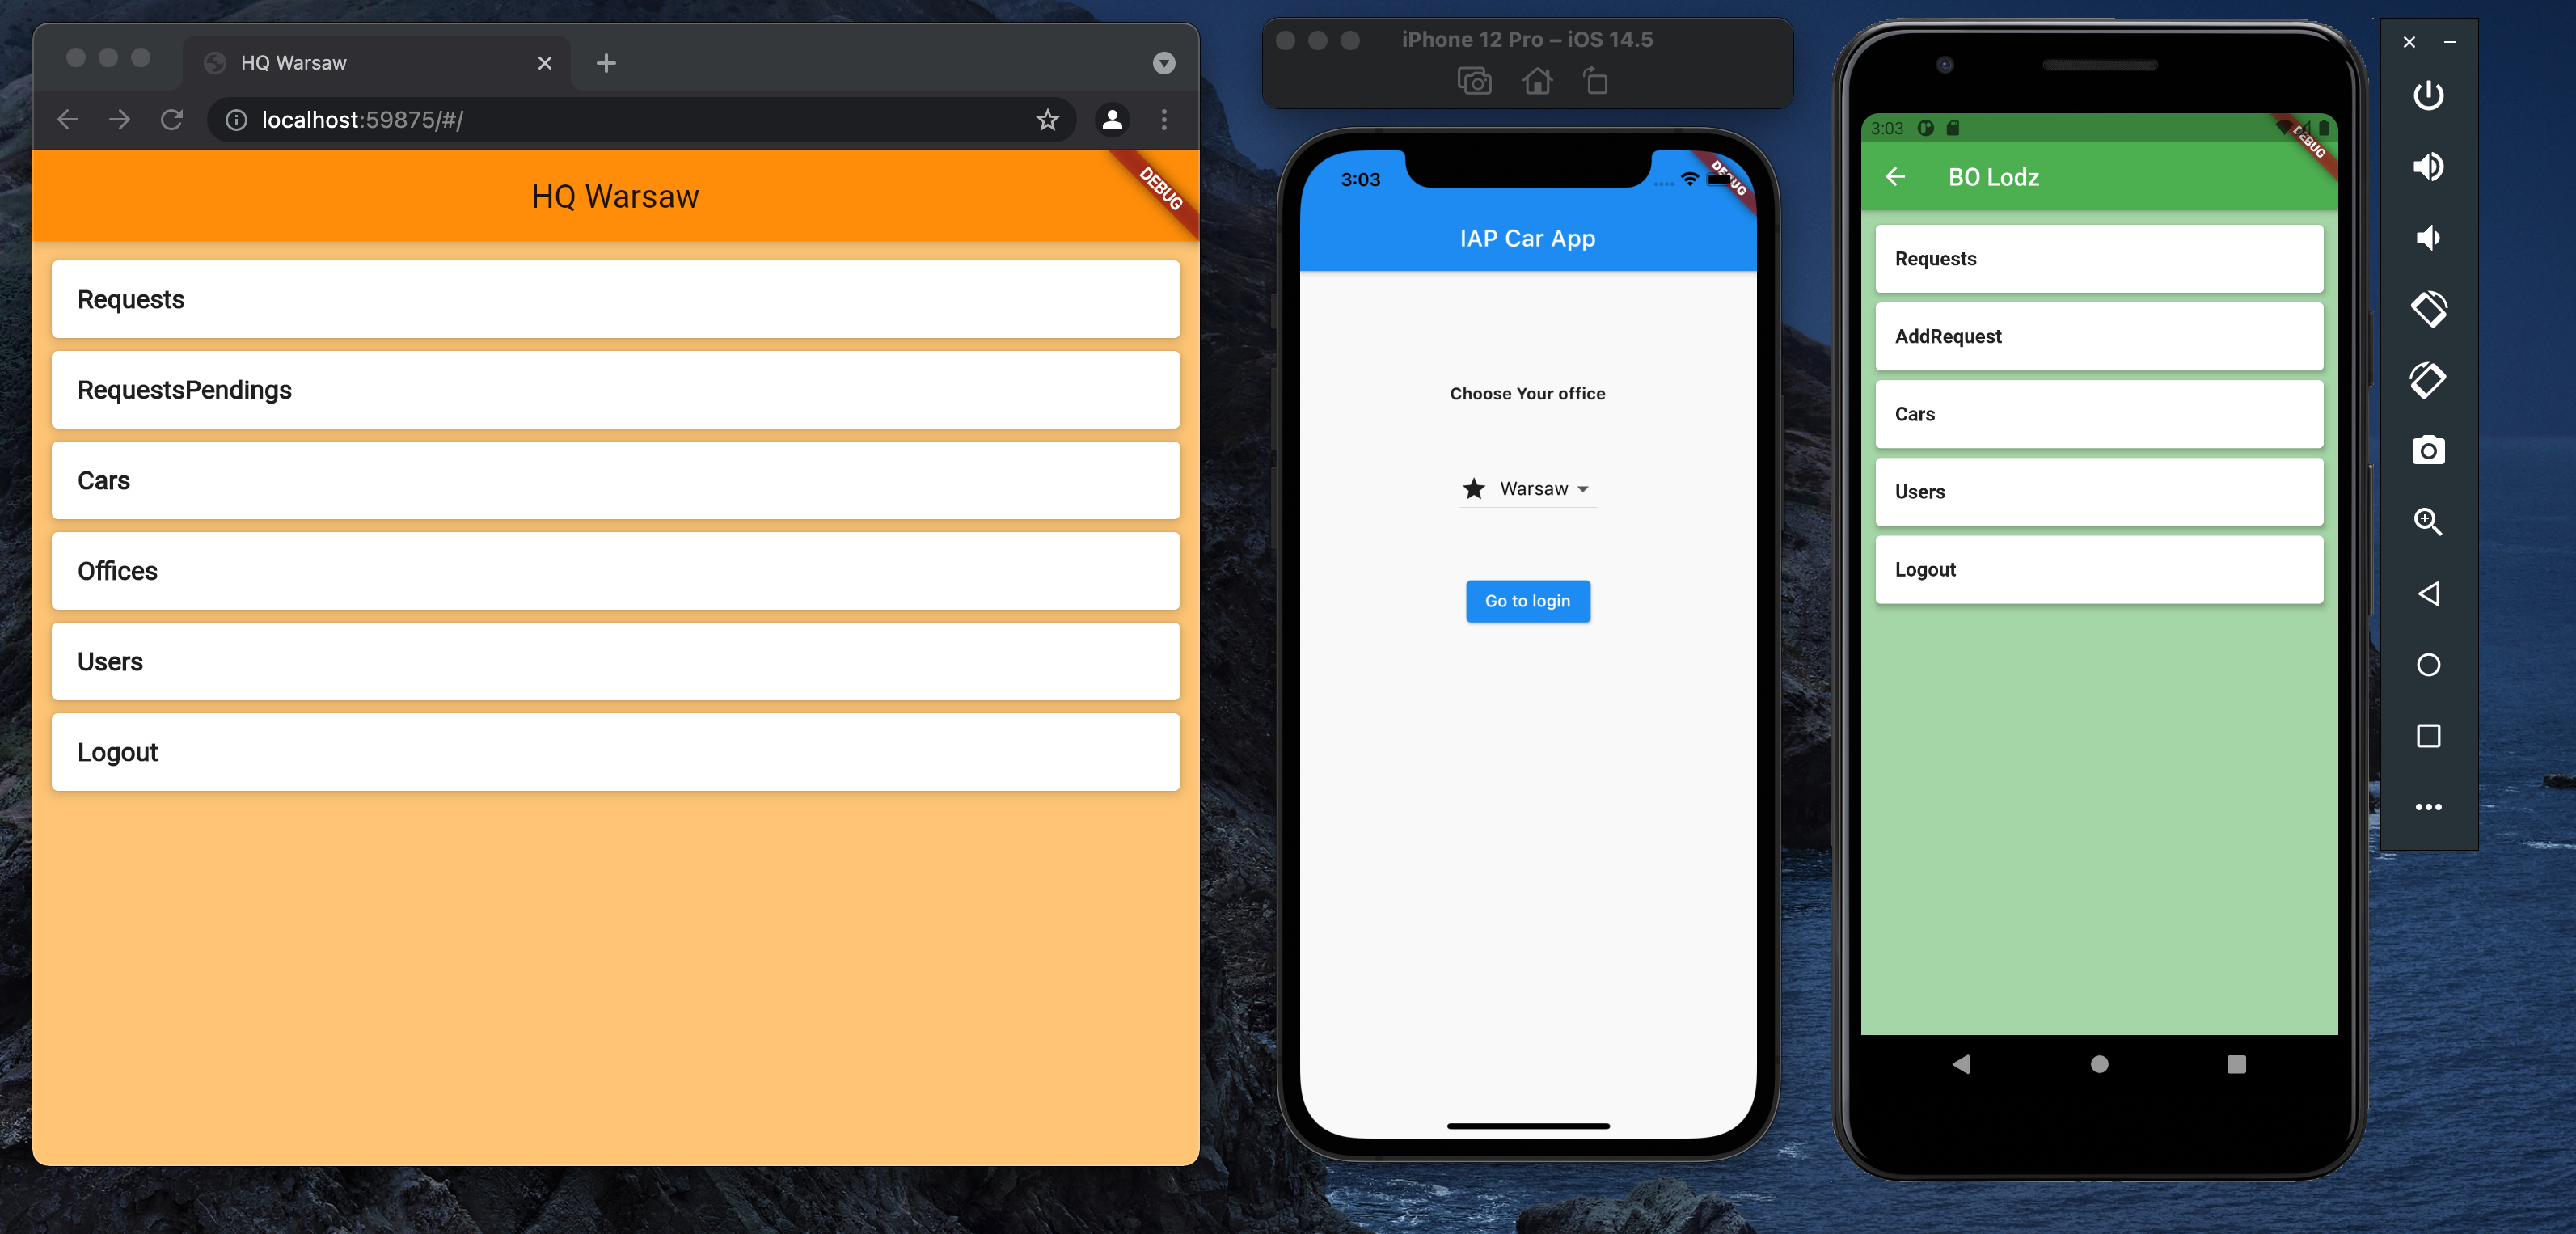 HQ Warsaw
localhost:59875/#/
HQ Warsaw
DEBUG
Requests
RequestsPendings
Cars
Offices
Users
Logout
iPhone 12 Pro – iOS 14.5
3:03
DEBUG
IAP Car App
Choose Your office
Warsaw
Go to login
3:03
DEBUG
BO Lodz
Requests
AddRequest
Cars
Users
Logout